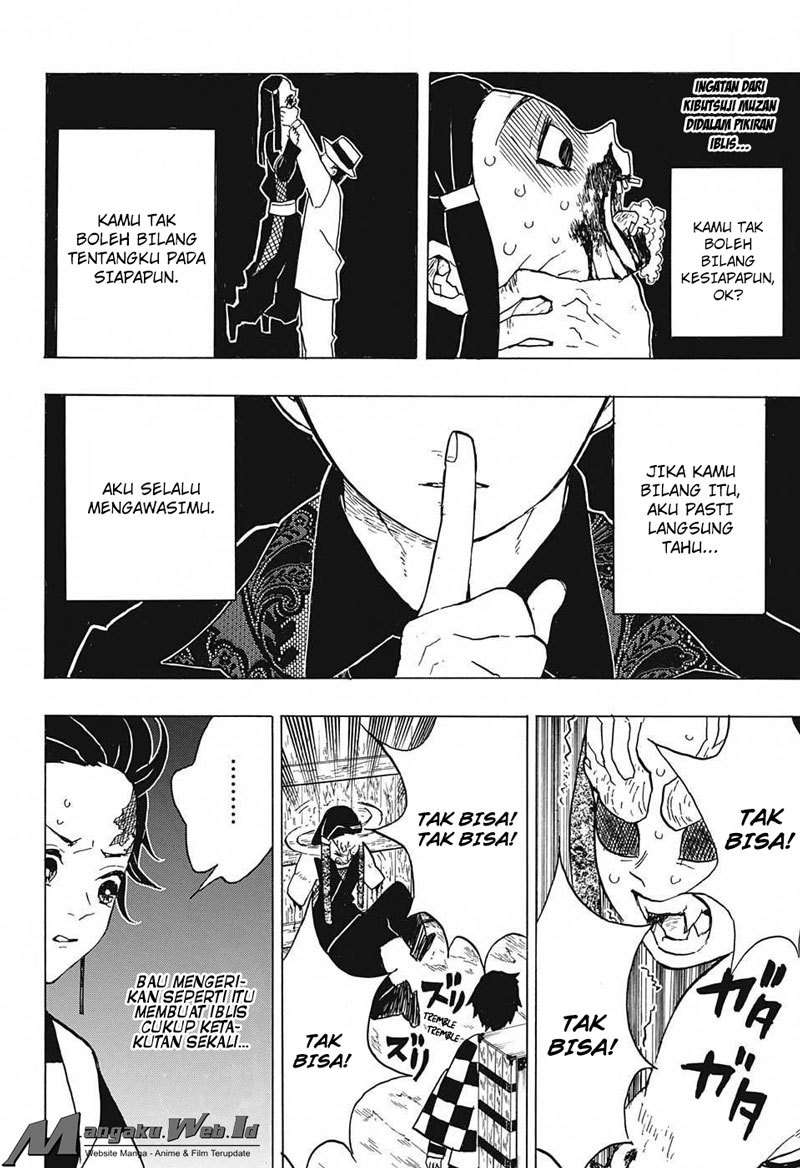 INGATAN DARI
KIBUTSUJI MUZAN
DIDALAM PIKIRAN
IBLIS...
KAMU TAK
BOLEH
BILANG
KESIAPAPUN,
OK?
KAMU TAK
BOLEH BILANG
TENTANGKU PADA
SIAPAPUN.
JIKA KAMU
BILANG ITU,
AKU PASTI
LANGSUNG
TAHU...
AKU SELALU
MENGAWASIMU.
TAK
BISA!
ガタ
ガタ
TAK BISA!
TAK BISA!
TAK
BISA!
ズリ
ズリ
TREMBLE
TREMBLE-
........
BAU MENGERI-
KAN SEPERTI ITU
MEMBUAT IBLIS
CUKUP KETA-
KUTAN SEKALI...
Mangaku.Web.Id
Website Manga - Anime & Film Terupdate